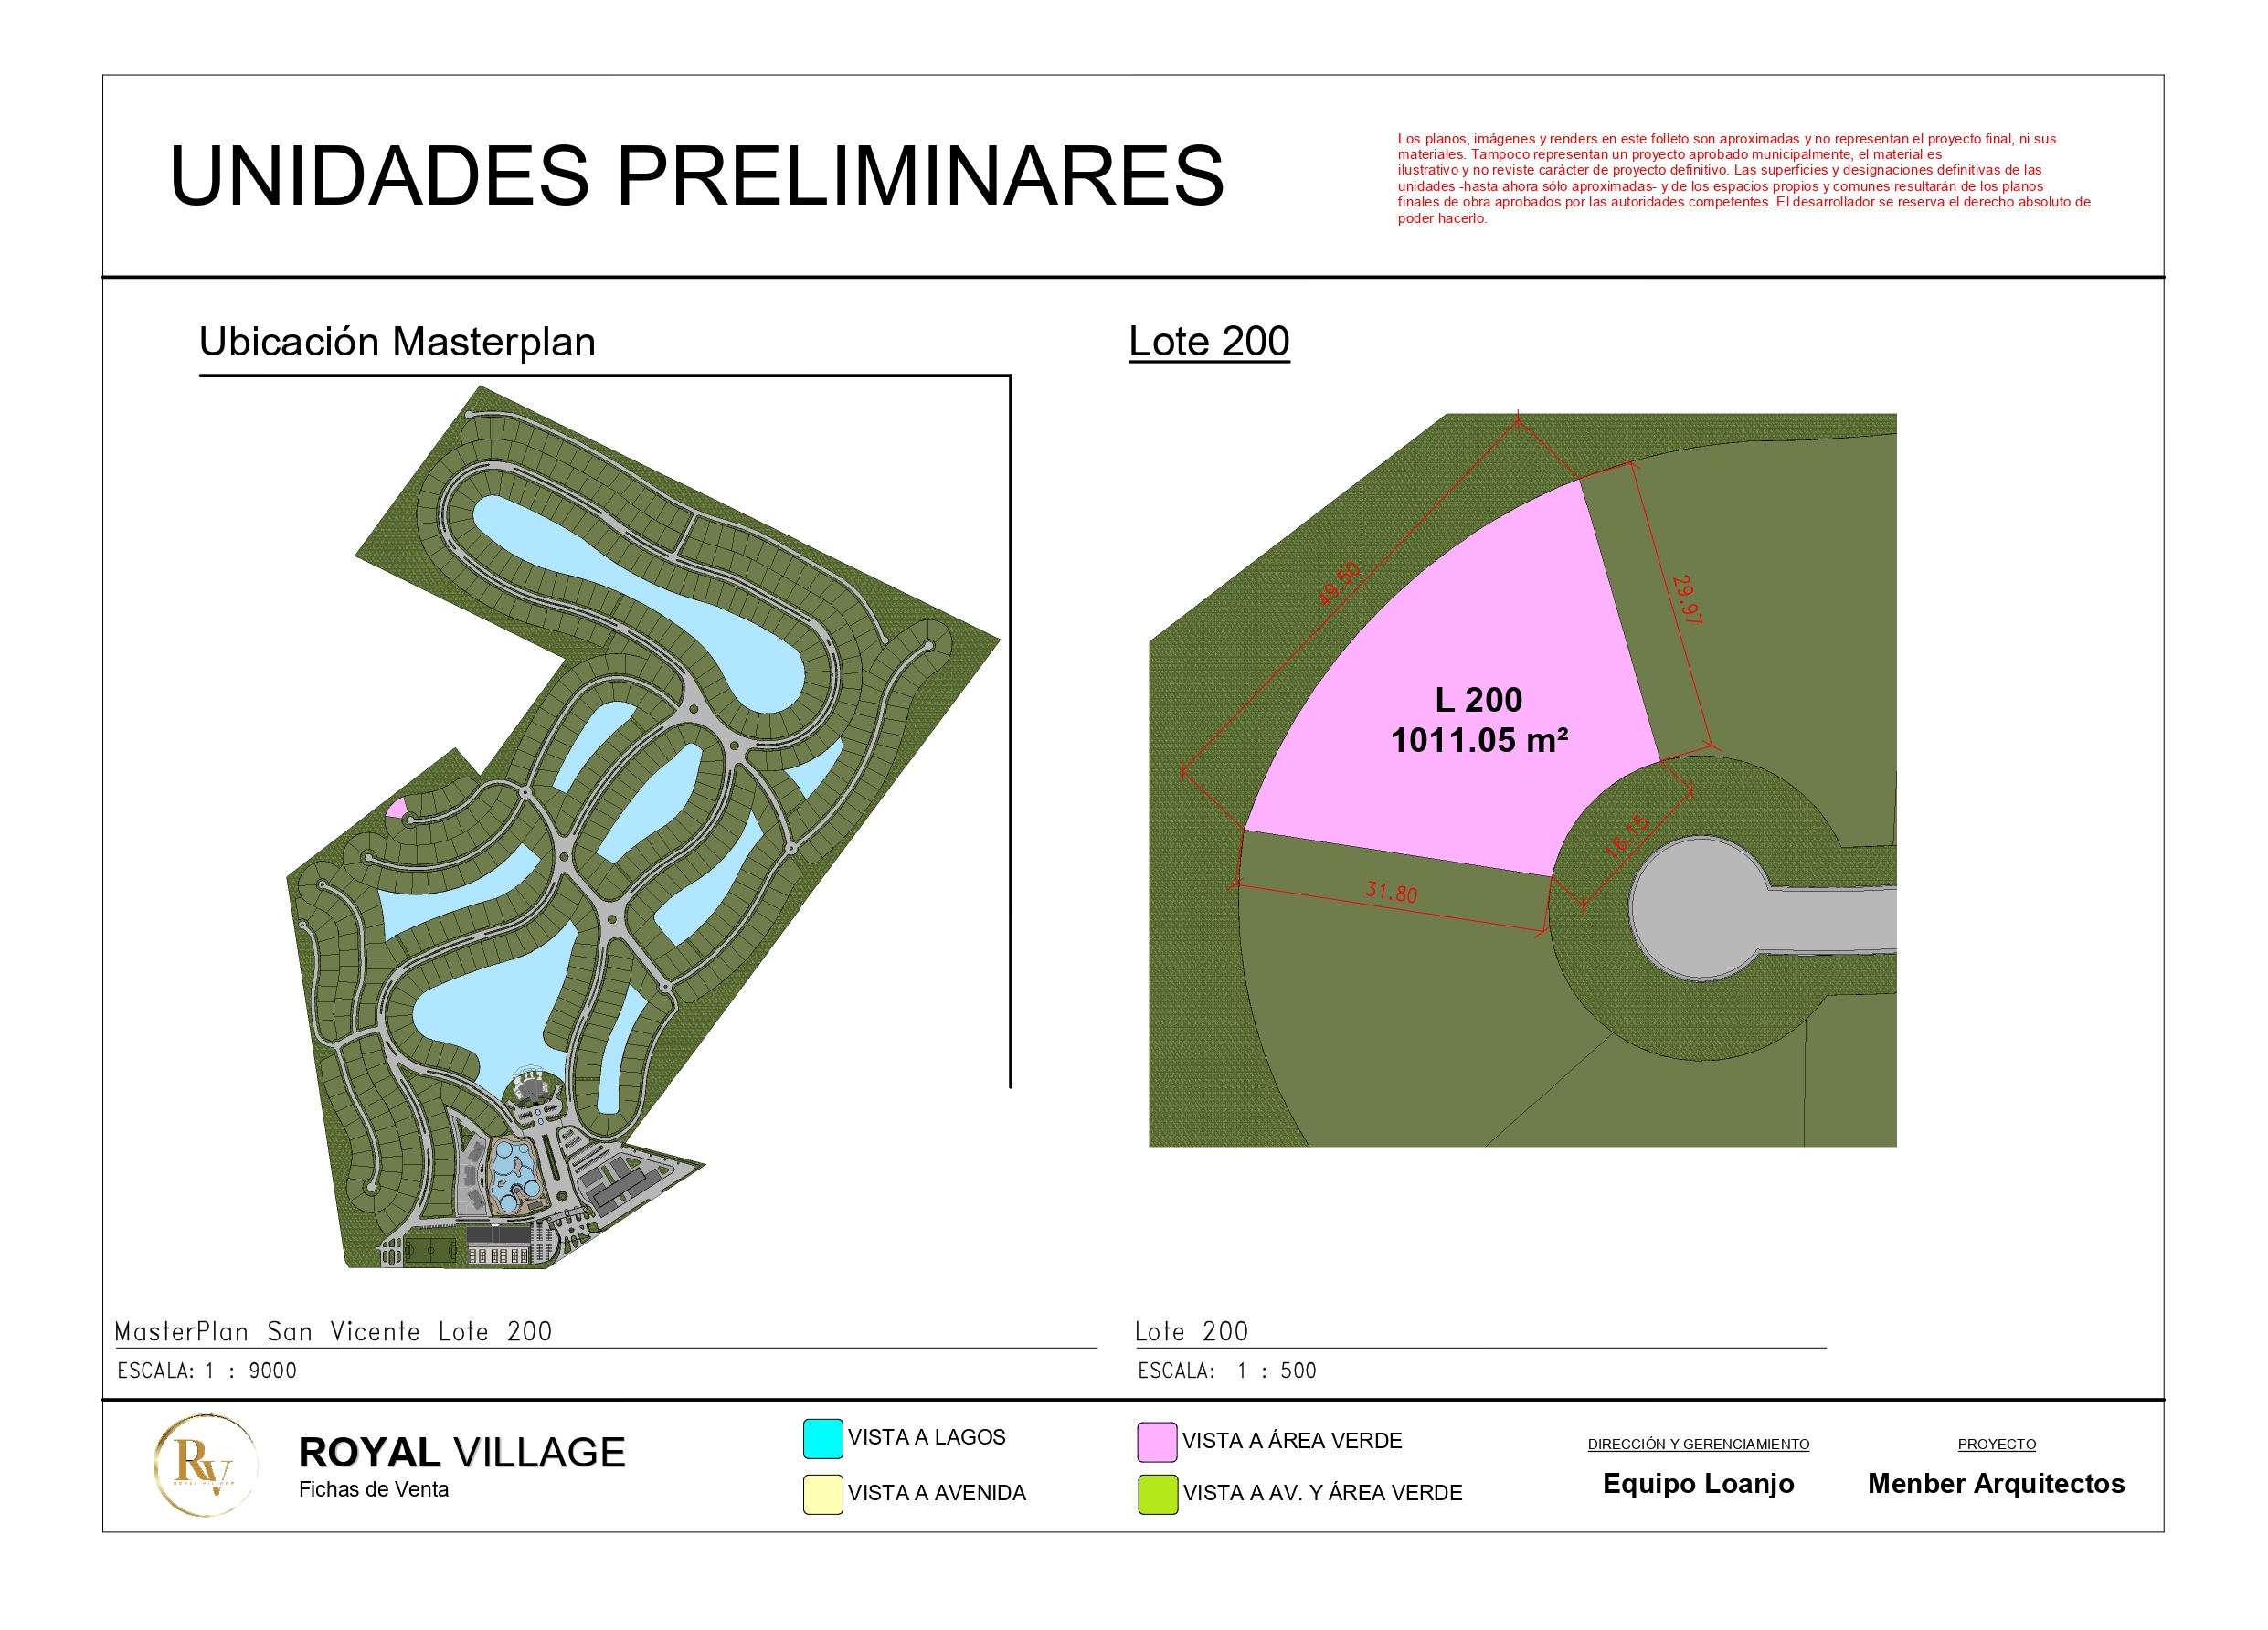 UNIDADES PRELIMINARES
Los planos, imágenes y renders en este folleto son aproximadas y no representan el proyecto final, ni sus
materiales. Tampoco representan un proyecto aprobado municipalmente, el material es
ilustrativo y no reviste carácter de proyecto definitivo. Las superficies y designaciones definitivas de las
unidades -hasta ahora sólo aproximadas- y de los espacios propios y comunes resultarán de los planos
finales de obra aprobados por las autoridades competentes. El desarrollador se reserva el derecho absoluto de
poder hacerlo.
Ubicación Masterplan
Lote 200
49.50
29.97
L 200
1011.05 m²
16.15
31.80
MasterPlan San Vicente Lote 200
ESCALA: 1 : 9000
Lote 200
ESCALA: 1 : 500
RV
ROYAL VILLAGE
ROYAL VILLAGE
Fichas de Venta
VISTA A LAGOS
VISTA A AVENIDA
VISTA A ÁREA VERDE
VISTA A AV. Y ÁREA VERDE
DIRECCIÓN Y GERENCIAMIENTO
Equipo Loanjo
PROYECTO
Menber Arquitectos